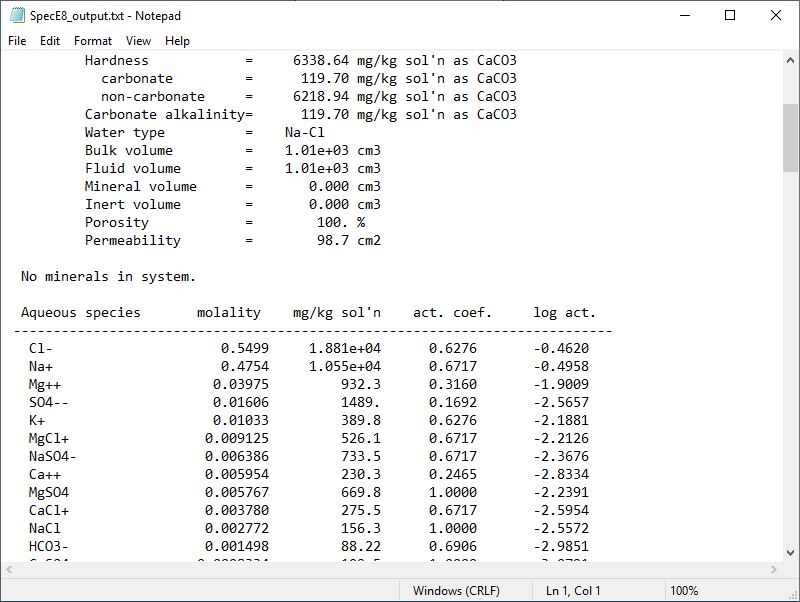 SpecE8_output.txt - Notepad
File Edit Format View Help
Hardness = 6338.64 mg/kg sol'n as CaCO3
carbonate = 119.70 mg/kg sol'n as CaCO3
non-carbonate = 6218.94 mg/kg sol'n as CaCO3
Carbonate alkalinity= 119.70 mg/kg sol'n as CaCO3
Water type = Na-Cl
Bulk volume = 1.01e+03 cm3
Fluid volume = 1.01e+03 cm3
Mineral volume = 0.000 cm3
Inert volume = 0.000 cm3
Porosity = 100. %
Permeability = 98.7 cm2
No minerals in system.
Aqueous species molality mg/kg sol'n act. coef. log act.
---------------------------------------------------------------------------
Cl- 0.5499 1.881e+04 0.6276 -0.4620
Na+ 0.4754 1.055e+04 0.6717 -0.4958
Mg++ 0.03975 932.3 0.3160 -1.9009
SO4-- 0.01606 1489. 0.1692 -2.5657
K+ 0.01033 389.8 0.6276 -2.1881
MgCl+ 0.009125 526.1 0.6717 -2.2126
NaSO4- 0.006386 733.5 0.6717 -2.3676
Ca++ 0.005954 230.3 0.2465 -2.8334
MgSO4 0.005767 669.8 1.0000 -2.2391
CaCl+ 0.003780 275.5 0.6717 -2.5954
NaCl 0.002772 156.3 1.0000 -2.5572
HCO3- 0.001498 88.22 0.6906 -2.9851
Windows (CRLF) Ln 1, Col 1 100%